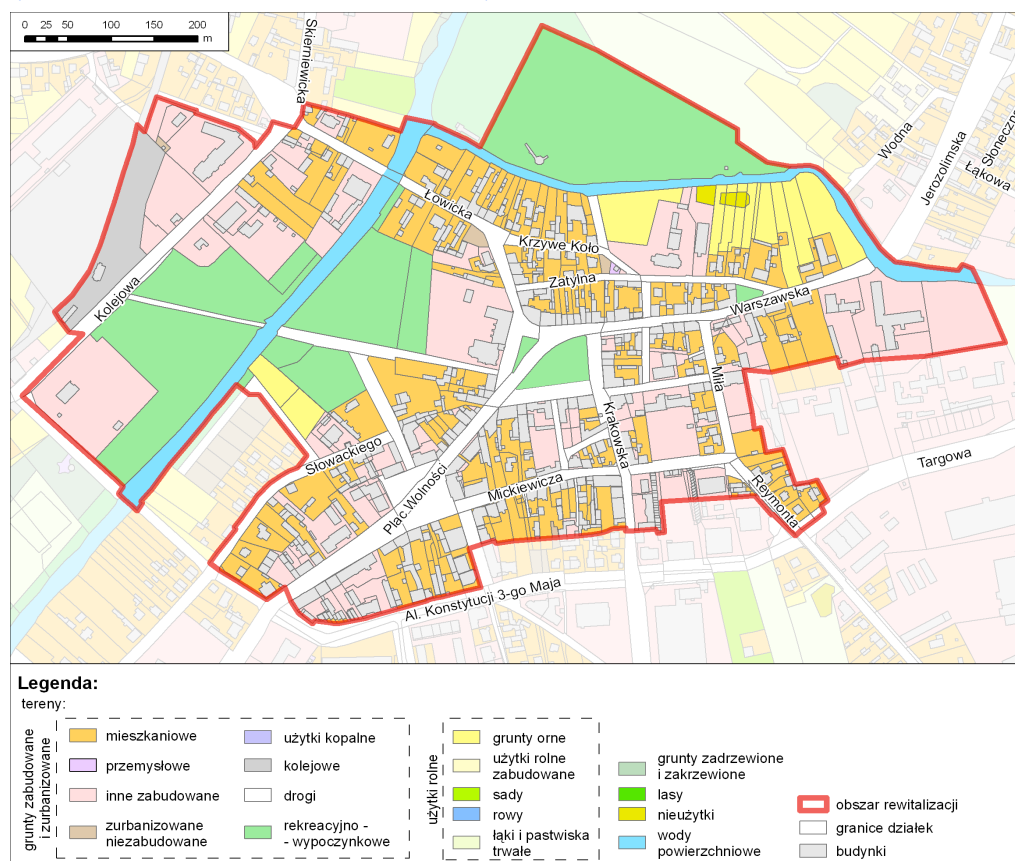 0 25 50 100 150 200
m
Skierniewicka
Wodna
Jerozolimska
Słoneczna
Łąkowa
Łowicka
Krzywe Koło
Zatylna
Kolejowa
Warszawska
Miła
Krakowska
Słowackiego
Plac Wolności
Mickiewicza
Reymonta
Targowa
Al. Konstytucji 3-go Maja
Legenda:
tereny:
grunty zabudowane
i zurbanizowane
mieszkaniowe
przemysłowe
inne zabudowane
zurbanizowane
niezabudowane
użytki kopalne
kolejowe
drogi
rekreacyjno -
- wypoczynkowe
użytki rolne
grunty orne
użytki rolne
zabudowane
sady
rowy
łąki i pastwiska
trwałe
grunty zadrzewione
i zakrzewione
lasy
nieużytki
wody
powierzchniowe
obszar rewitalizacji
granice działek
budynki